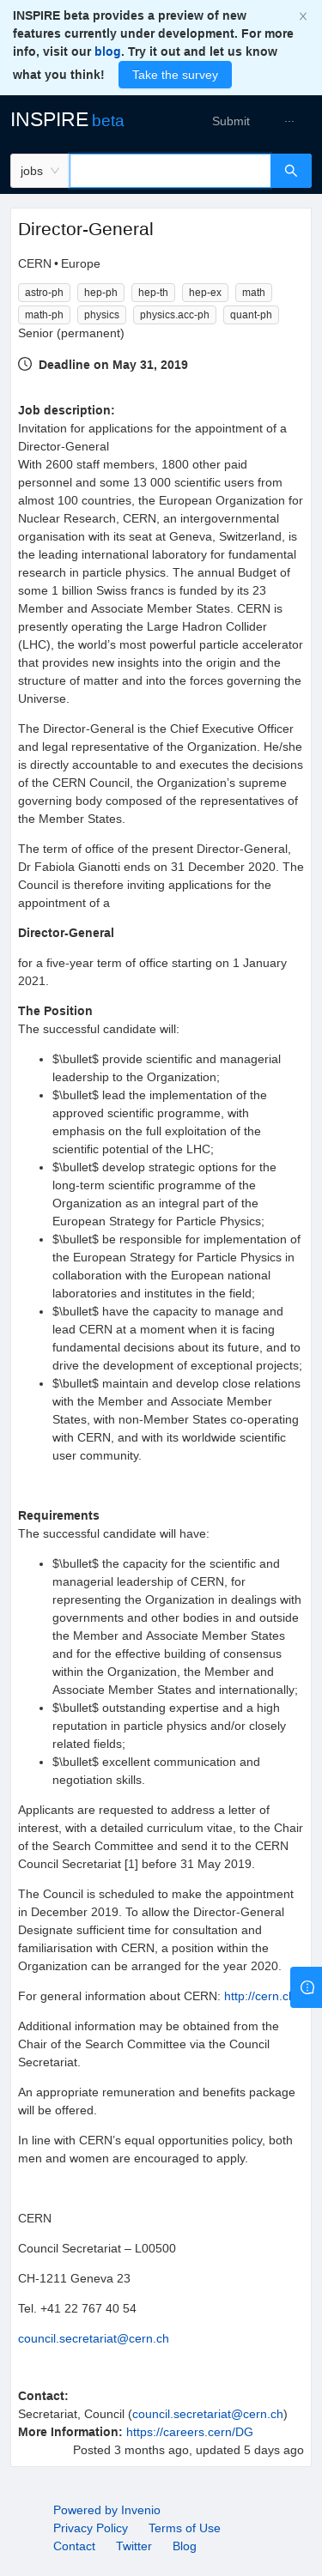 INSPIRE beta provides a preview of new
features currently under development. For more
info, visit our blog. Try it out and let us know
what you think! Take the survey
INSPIRE beta
Submit ···
jobs
Director-General
CERN • Europe
astro-ph hep-ph hep-th hep-ex math
math-ph physics physics.acc-ph quant-ph
Senior (permanent)
Deadline on May 31, 2019
Job description:
Invitation for applications for the appointment of a
Director-General
With 2600 staff members, 1800 other paid
personnel and some 13 000 scientific users from
almost 100 countries, the European Organization for
Nuclear Research, CERN, an intergovernmental
organisation with its seat at Geneva, Switzerland, is
the leading international laboratory for fundamental
research in particle physics. The annual Budget of
some 1 billion Swiss francs is funded by its 23
Member and Associate Member States. CERN is
presently operating the Large Hadron Collider
(LHC), the world’s most powerful particle accelerator
that provides new insights into the origin and the
structure of matter and into the forces governing the
Universe.
The Director-General is the Chief Executive Officer
and legal representative of the Organization. He/she
is directly accountable to and executes the decisions
of the CERN Council, the Organization’s supreme
governing body composed of the representatives of
the Member States.
The term of office of the present Director-General,
Dr Fabiola Gianotti ends on 31 December 2020. The
Council is therefore inviting applications for the
appointment of a
Director-General
for a five-year term of office starting on 1 January
2021.
The Position
The successful candidate will:
• $\bullet$ provide scientific and managerial
leadership to the Organization;
• $\bullet$ lead the implementation of the
approved scientific programme, with
emphasis on the full exploitation of the
scientific potential of the LHC;
• $\bullet$ develop strategic options for the
long-term scientific programme of the
Organization as an integral part of the
European Strategy for Particle Physics;
• $\bullet$ be responsible for implementation of
the European Strategy for Particle Physics in
collaboration with the European national
laboratories and institutes in the field;
• $\bullet$ have the capacity to manage and
lead CERN at a moment when it is facing
fundamental decisions about its future, and to
drive the development of exceptional projects;
• $\bullet$ maintain and develop close relations
with the Member and Associate Member
States, with non-Member States co-operating
with CERN, and with its worldwide scientific
user community.
Requirements
The successful candidate will have:
• $\bullet$ the capacity for the scientific and
managerial leadership of CERN, for
representing the Organization in dealings with
governments and other bodies in and outside
the Member and Associate Member States
and for the effective building of consensus
within the Organization, the Member and
Associate Member States and internationally;
• $\bullet$ outstanding expertise and a high
reputation in particle physics and/or closely
related fields;
• $\bullet$ excellent communication and
negotiation skills.
Applicants are requested to address a letter of
interest, with a detailed curriculum vitae, to the Chair
of the Search Committee and send it to the CERN
Council Secretariat [1] before 31 May 2019.
The Council is scheduled to make the appointment
in December 2019. To allow the Director-General
Designate sufficient time for consultation and
familiarisation with CERN, a position within the
Organization can be arranged for the year 2020.
For general information about CERN: http://cern.ch
Additional information may be obtained from the
Chair of the Search Committee via the Council
Secretariat.
An appropriate remuneration and benefits package
will be offered.
In line with CERN’s equal opportunities policy, both
men and women are encouraged to apply.
CERN
Council Secretariat – L00500
CH-1211 Geneva 23
Tel. +41 22 767 40 54
council.secretariat@cern.ch
Contact:
Secretariat, Council (council.secretariat@cern.ch)
More Information: https://careers.cern/DG
Posted 3 months ago, updated 5 days ago
Powered by Invenio
Privacy Policy Terms of Use
Contact Twitter Blog